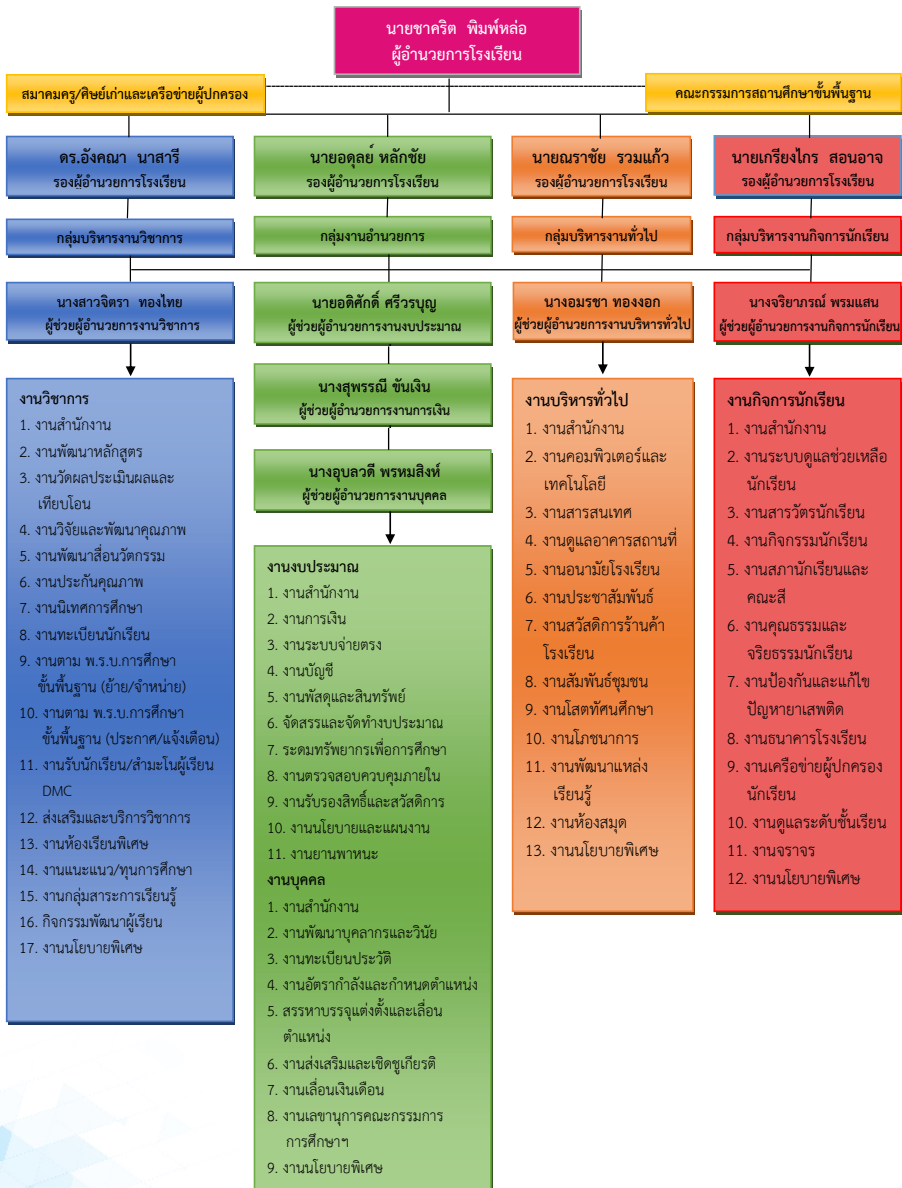 นายชาคริต พิมพ์หล่อ
ผู้อำนวยการโรงเรียน
สมาคมครู/ศิษย์เก่าและเครือข่ายผู้ปกครอง
คณะกรรมการสถานศึกษาขั้นพื้นฐาน
ดร.อังคณา นาสารี
รองผู้อำนวยการโรงเรียน
นายอดุลย์ หลักชัย
รองผู้อำนวยการโรงเรียน
นายณราชัย รวมแก้ว
รองผู้อำนวยการโรงเรียน
นายเกรียงไกร สอนอาจ
รองผู้อำนวยการโรงเรียน
กลุ่มบริหารงานวิชาการ
กลุ่มงานอำนวยการ
กลุ่มบริหารงานทั่วไป
กลุ่มบริหารงานกิจการนักเรียน
นางสาวจิตรา ทองไทย
ผู้ช่วยผู้อำนวยการงานวิชาการ
นายอดิศักดิ์ ศรีวรบุญ
ผู้ช่วยผู้อำนวยการงานงบประมาณ
นางอมรชา ทองงอก
ผู้ช่วยผู้อำนวยการงานบริหารทั่วไป
นางจริยาภรณ์ พรมแสน
ผู้ช่วยผู้อำนวยการงานกิจการนักเรียน
นางสุพรรณี ขันเงิน
ผู้ช่วยผู้อำนวยการงานการเงิน
นางอุบลวดี พรหมสิงห์
ผู้ช่วยผู้อำนวยการงานบุคคล
งานวิชาการ
1. งานสำนักงาน
2. งานพัฒนาหลักสูตร
3. งานวัดผลประเมินผลและ
เทียบโอน
4. งานวิจัยและพัฒนาคุณภาพ
5. งานพัฒนาสื่อนวัตกรรม
6. งานประกันคุณภาพ
7. งานนิเทศการศึกษา
8. งานทะเบียนนักเรียน
9. งานตาม พ.ร.บ.การศึกษา
ขั้นพื้นฐาน (ย้าย/จำหน่าย)
10. งานตาม พ.ร.บ.การศึกษา
ขั้นพื้นฐาน (ประกาศ/แจ้งเตือน)
11. งานรับนักเรียน/สำมะโนผู้เรียน
DMC
12. ส่งเสริมและบริการวิชาการ
13. งานห้องเรียนพิเศษ
14. งานแนะแนว/ทุนการศึกษา
15. งานกลุ่มสาระการเรียนรู้
16. กิจกรรมพัฒนาผู้เรียน
17. งานนโยบายพิเศษ
งานงบประมาณ
1. งานสำนักงาน
2. งานการเงิน
3. งานระบบจ่ายตรง
4. งานบัญชี
5. งานพัสดุและสินทรัพย์
6. จัดสรรและจัดทำงบประมาณ
7. ระดมทรัพยากรเพื่อการศึกษา
8. งานตรวจสอบควบคุมภายใน
9. งานรับรองสิทธิ์และสวัสดิการ
10. งานนโยบายและแผนงาน
11. งานยานพาหนะ
งานบุคคล
1. งานสำนักงาน
2. งานพัฒนาบุคลากรและวินัย
3. งานทะเบียนประวัติ
4. งานอัตรากำลังและกำหนดตำแหน่ง
5. สรรหาบรรจุแต่งตั้งและเลื่อน
ตำแหน่ง
6. งานส่งเสริมและเชิดชูเกียรติ
7. งานเลื่อนเงินเดือน
8. งานเลขานุการคณะกรรมการ
การศึกษาฯ
9. งานนโยบายพิเศษ
งานบริหารทั่วไป
1. งานสำนักงาน
2. งานคอมพิวเตอร์และ
เทคโนโลยี
3. งานสารสนเทศ
4. งานดูแลอาคารสถานที่
5. งานอนามัยโรงเรียน
6. งานประชาสัมพันธ์
7. งานสวัสดิการร้านค้า
โรงเรียน
8. งานสัมพันธ์ชุมชน
9. งานโสตทัศนศึกษา
10. งานโภชนาการ
11. งานพัฒนาแหล่ง
เรียนรู้
12. งานห้องสมุด
13. งานนโยบายพิเศษ
งานกิจการนักเรียน
1. งานสำนักงาน
2. งานระบบดูแลช่วยเหลือ
นักเรียน
3. งานสารวัตรนักเรียน
4. งานกิจกรรมนักเรียน
5. งานสภานักเรียนและ
คณะสี
6. งานคุณธรรมและ
จริยธรรมนักเรียน
7. งานป้องกันและแก้ไข
ปัญหายาเสพติด
8. งานธนาคารโรงเรียน
9. งานเครือข่ายผู้ปกครอง
นักเรียน
10. งานดูแลระดับชั้นเรียน
11. งานจราจร
12. งานนโยบายพิเศษ